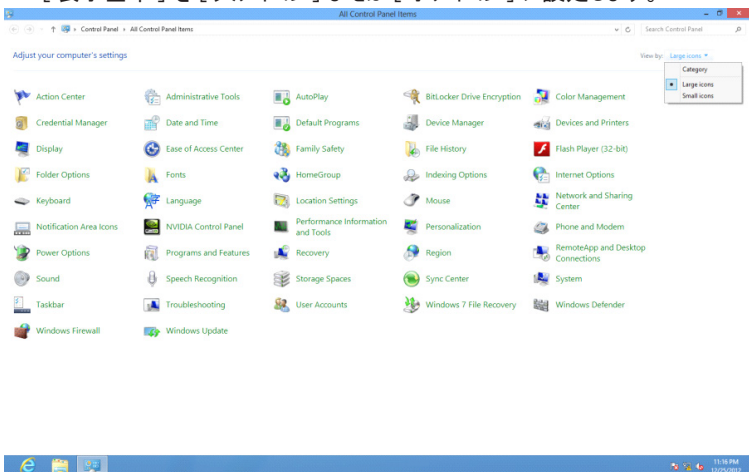 All Control Panel Items
Control Panel › All Control Panel Items
Search Control Panel
Adjust your computer's settings
View by: Large icons
Category
Large icons
Small icons
Action Center
Administrative Tools
AutoPlay
BitLocker Drive Encryption
Color Management
Credential Manager
Date and Time
Default Programs
Device Manager
Devices and Printers
Display
Ease of Access Center
Family Safety
File History
Flash Player (32-bit)
Folder Options
Fonts
HomeGroup
Indexing Options
Internet Options
Keyboard
Language
Location Settings
Mouse
Network and Sharing
Center
Notification Area Icons
NVIDIA Control Panel
Performance Information
and Tools
Personalization
Phone and Modem
Power Options
Programs and Features
Recovery
Region
RemoteApp and Desktop
Connections
Sound
Speech Recognition
Storage Spaces
Sync Center
System
Taskbar
Troubleshooting
User Accounts
Windows 7 File Recovery
Windows Defender
Windows Firewall
Windows Update
11:16 PM
12/25/2012